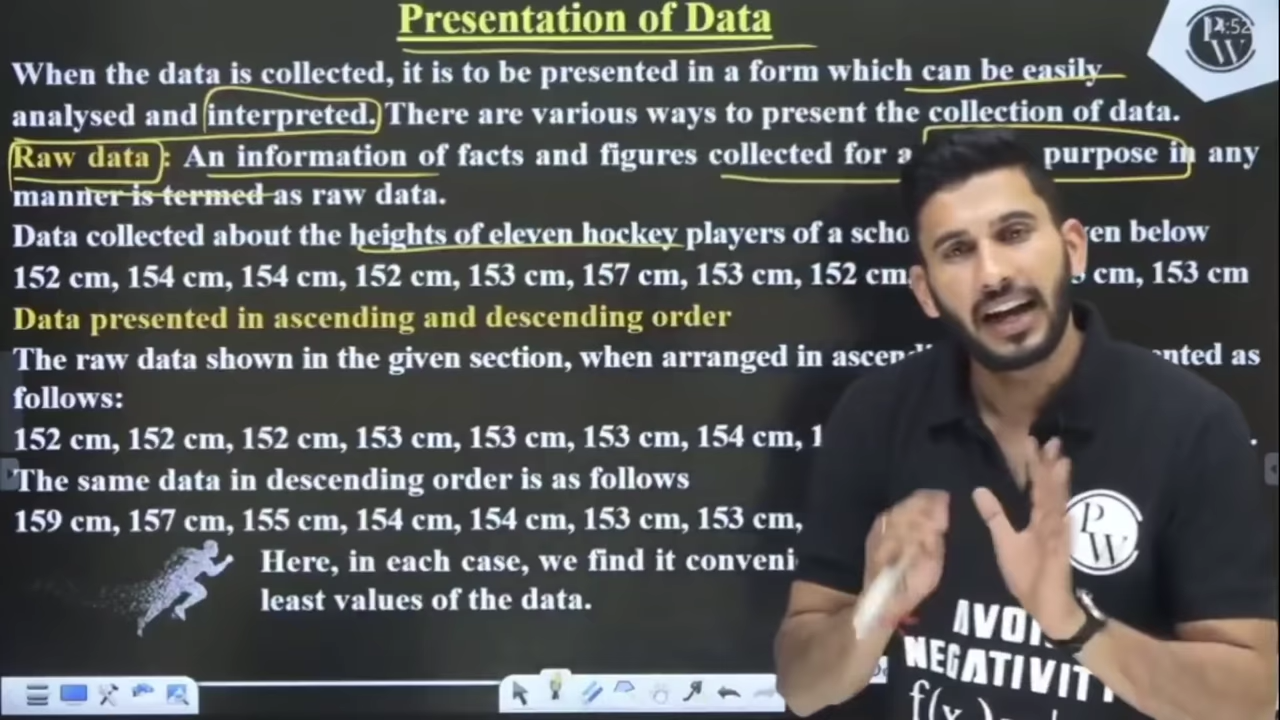 Presentation of Data
When the data is collected, it is to be presented in a form which can be easily
analysed and interpreted. There are various ways to present the collection of data.
Raw data : An information of facts and figures collected for a purpose in any
manner is termed as raw data.
Data collected about the heights of eleven hockey players of a below
152 cm, 154 cm, 154 cm, 152 cm, 153 cm, 157 cm, 153 cm, 152 cm, cm, 153 cm
Data presented in ascending and descending order
The raw data shown in the given section, when arranged in as
follows:
152 cm, 152 cm, 152 cm, 153 cm, 153 cm, 153 cm, 154 cm,
The same data in descending order is as follows
159 cm, 157 cm, 155 cm, 154 cm, 154 cm, 153 cm, 153 cm,
Here, in each case, we find it
least values of the data.
PW
PW
NEGATIVITY